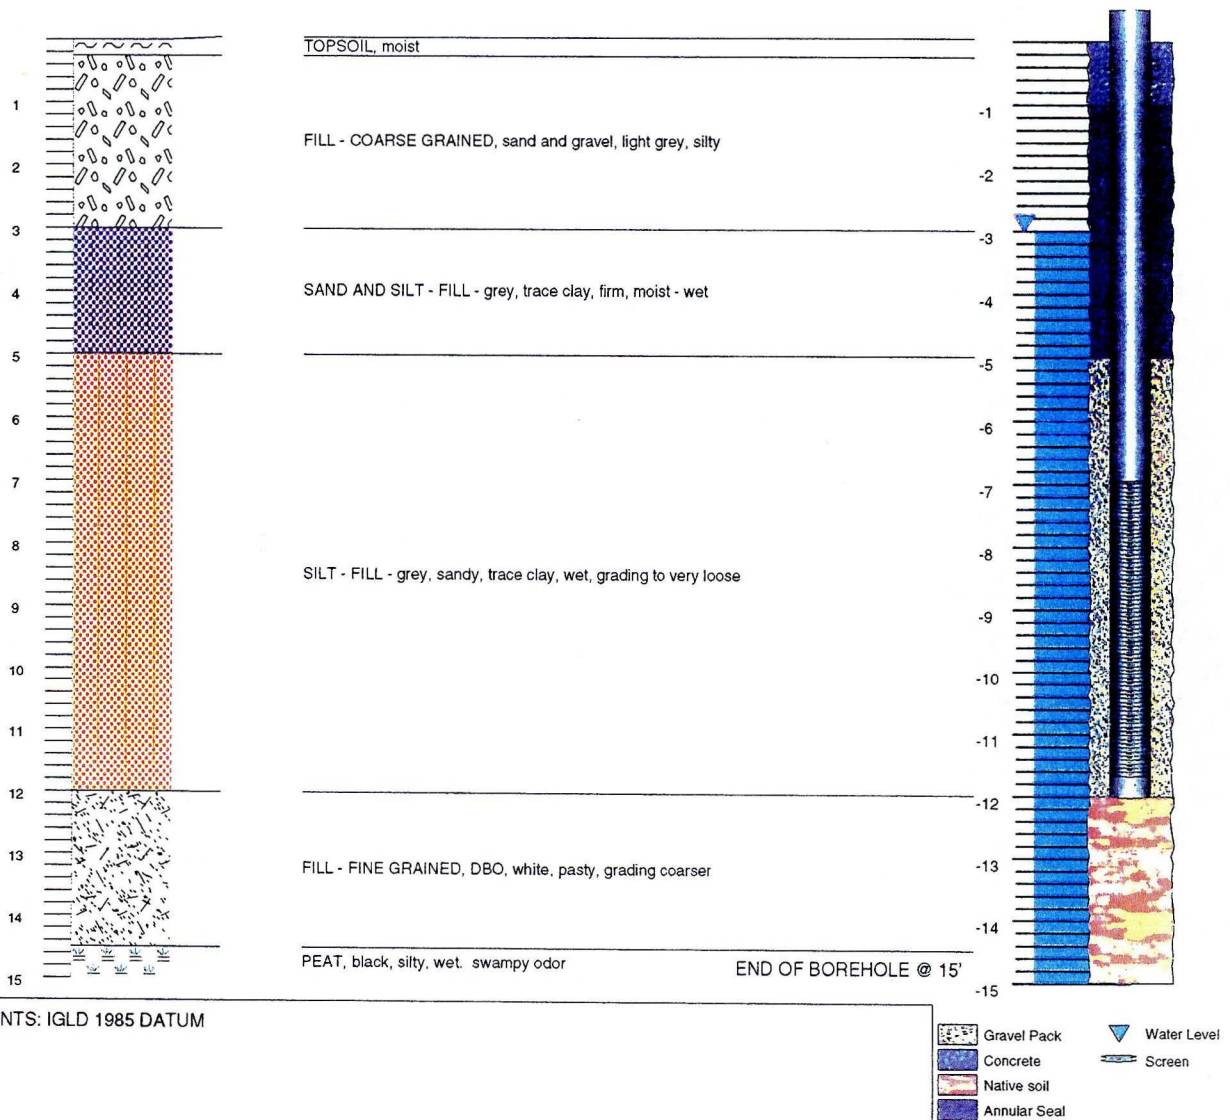 TOPSOIL, moist
1
FILL - COARSE GRAINED, sand and gravel, light grey, silty
-1
2
-2
3
-3
4
SAND AND SILT - FILL - grey, trace clay, firm, moist - wet
-4
5
-5
6
-6
7
-7
8
-8
SILT - FILL - grey, sandy, trace clay, wet, grading to very loose
9
-9
10
-10
11
-11
12
-12
13
FILL - FINE GRAINED, DBO, white, pasty, grading coarser
-13
14
-14
PEAT, black, silty, wet. swampy odor
END OF BOREHOLE @ 15'
15
-15
NTS: IGLD 1985 DATUM
Gravel Pack
Water Level
Concrete
Screen
Native soil
Annular Seal